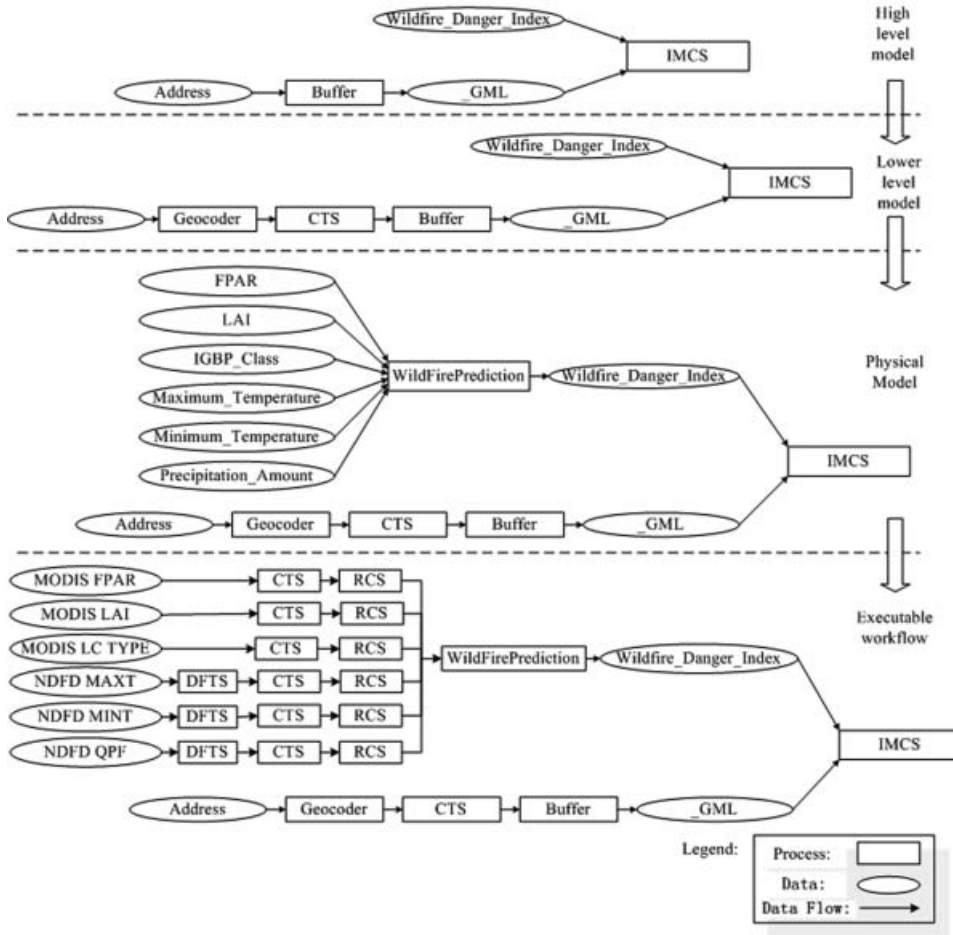 Wildfire_Danger_Index
High
level
model
IMCS
Address
Buffer
_GML
Wildfire_Danger_Index
Lower
level
model
IMCS
Address
Geocoder
CTS
Buffer
_GML
FPAR
LAI
IGBP_Class
WildFirePrediction
Wildfire_Danger_Index
Physical
Model
Maximum_Temperature
Minimum_Temperature
Precipitation_Amount
IMCS
Address
Geocoder
CTS
Buffer
_GML
MODIS FPAR
CTS
RCS
MODIS LAI
CTS
RCS
Executable
workflow
MODIS LC TYPE
CTS
RCS
WildFirePrediction
Wildfire_Danger_Index
NDFD MAXT
DFTS
CTS
RCS
NDFD MINT
DFTS
CTS
RCS
NDFD QPF
DFTS
CTS
RCS
IMCS
Address
Geocoder
CTS
Buffer
_GML
Legend:
Process:
Data:
Data Flow: